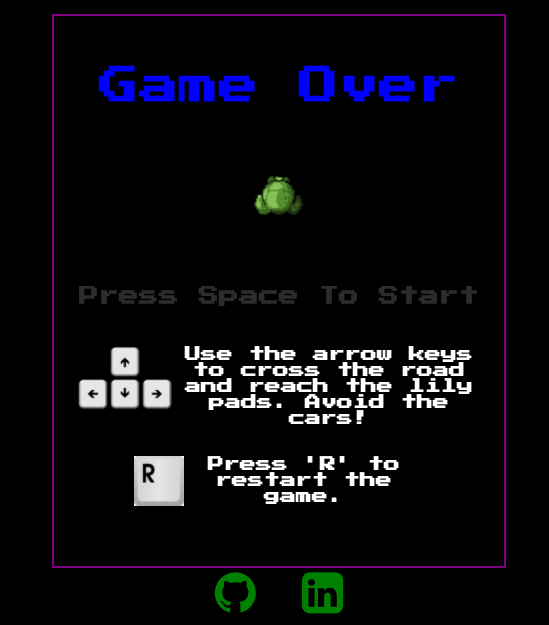 Game Over
Press Space To Start
Use the arrow keys
to cross the road
and reach the lily
pads. Avoid the
cars!
R
Press 'R' to
restart the
game.
in